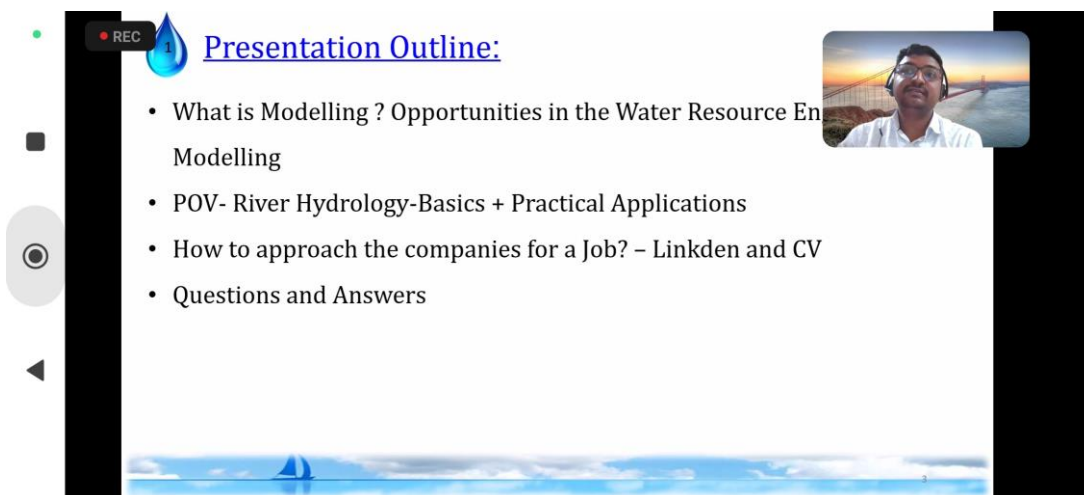 REC
1
Presentation Outline:
• What is Modelling ? Opportunities in the Water Resource
Modelling
• POV- River Hydrology-Basics + Practical Applications
• How to approach the companies for a Job? – Linkden and CV
• Questions and Answers
3